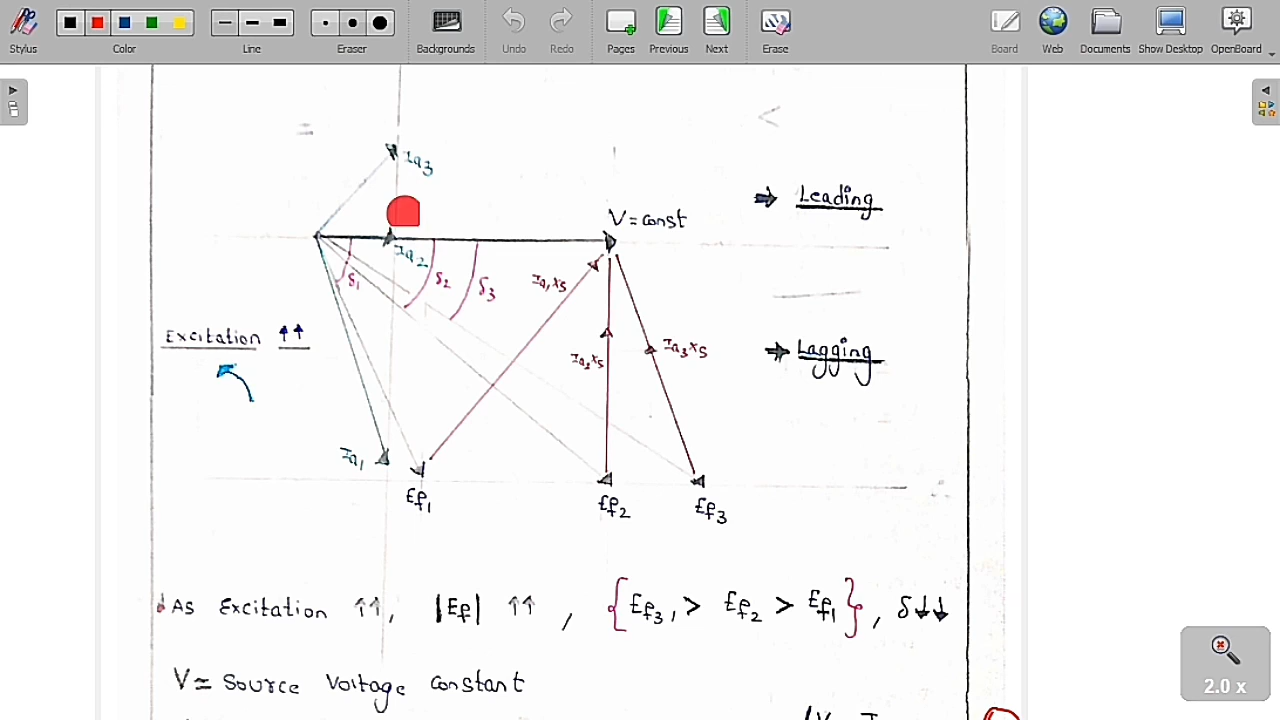 Stylus Color Line Eraser Backgrounds Undo Redo Pages Previous Next Erase Board Web Documents Show Desktop OpenBoard
= <
Ia3
⇒ Leading
V = const
Ia2
δ1 δ2 δ3 Ia1Xs
Excitation ↑↑
Ia2Xs Ia3Xs ⇒ Lagging
Ia1
Ef1 Ef2 Ef3
As Excitation ↑↑, |Ef| ↑↑, {Ef3, > Ef2 > Ef1}, δ↓↓
V = Source Voltage constant
2.0 x